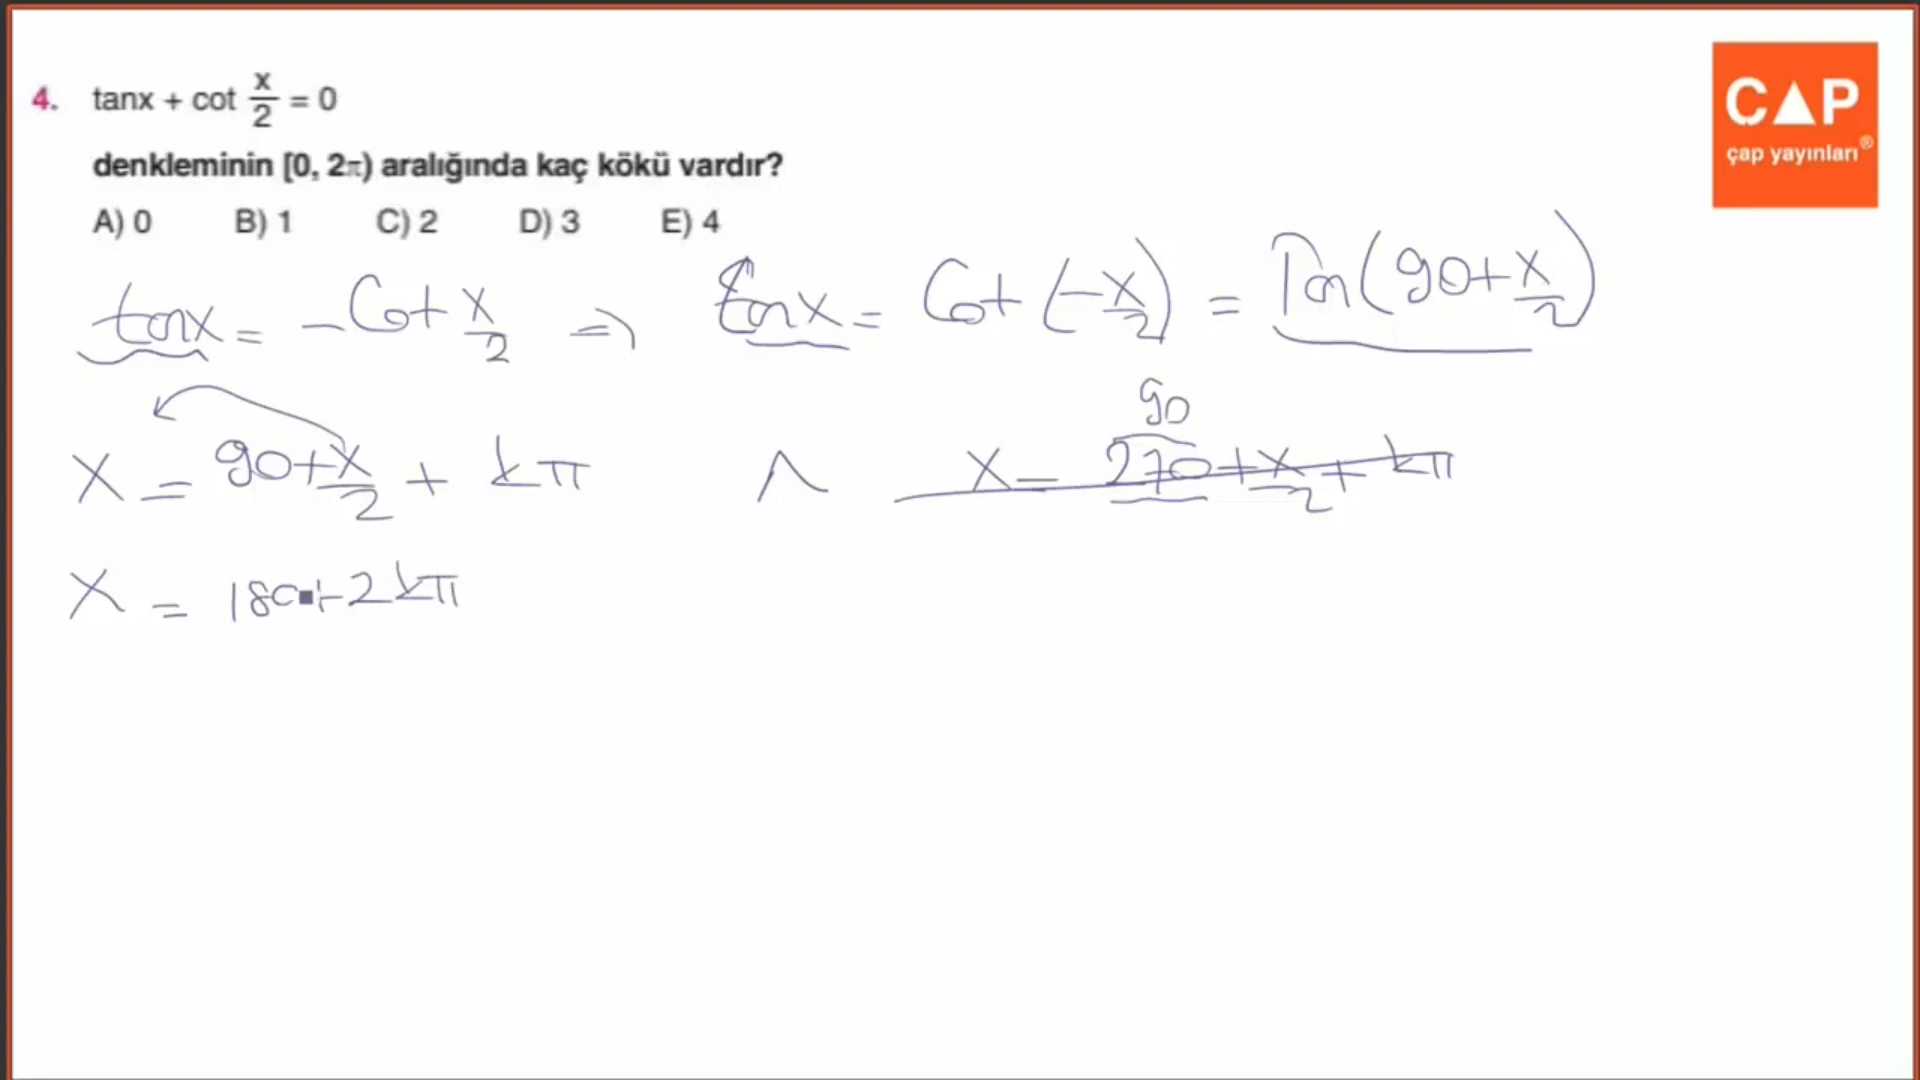 4. tanx + cot x/2 = 0
ÇAP
çap yayınları®
denkleminin [0, 2π) aralığında kaç kökü vardır?
A) 0 B) 1 C) 2 D) 3 E) 4
tanx = -Cot x/2 ⇒ tanx = Cot(-x/2) = Tan(90+x/2)
90
x = 90+x/2 + kπ ∧ x = 270+x/2+kπ
x = 180+2kπ